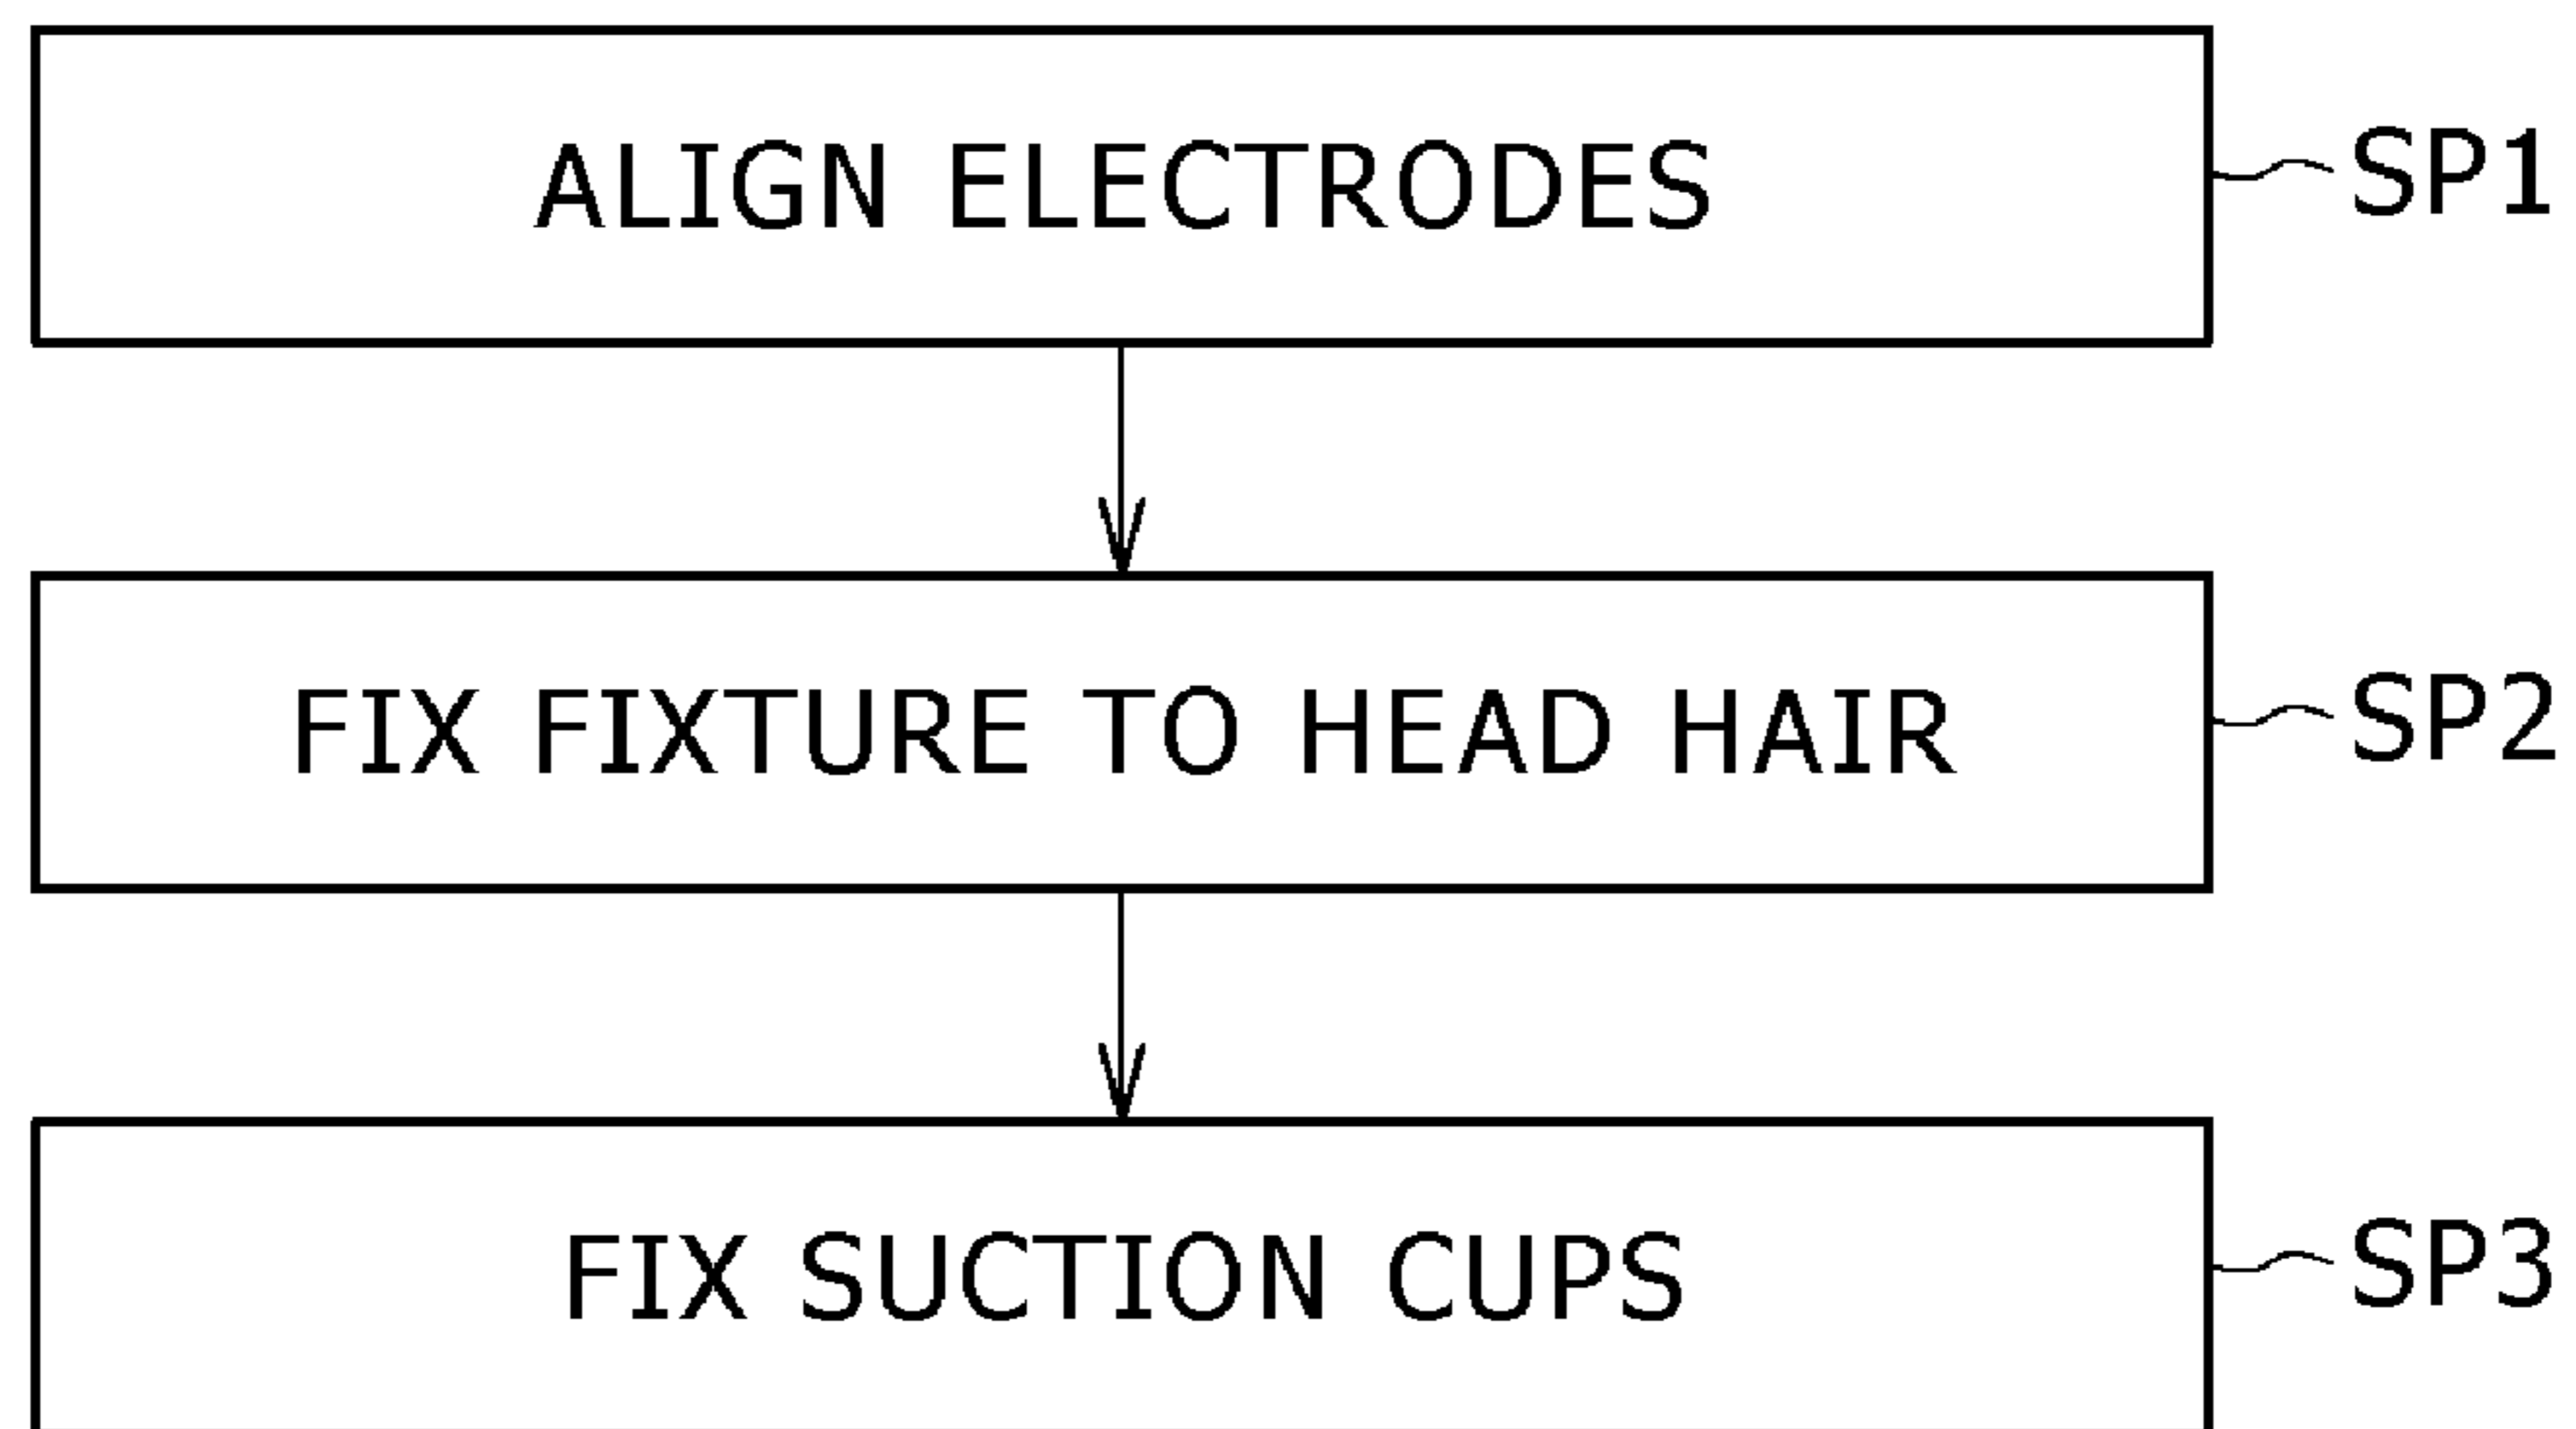 ALIGN ELECTRODES SP1
FIX FIXTURE TO HEAD HAIR SP2
FIX SUCTION CUPS SP3